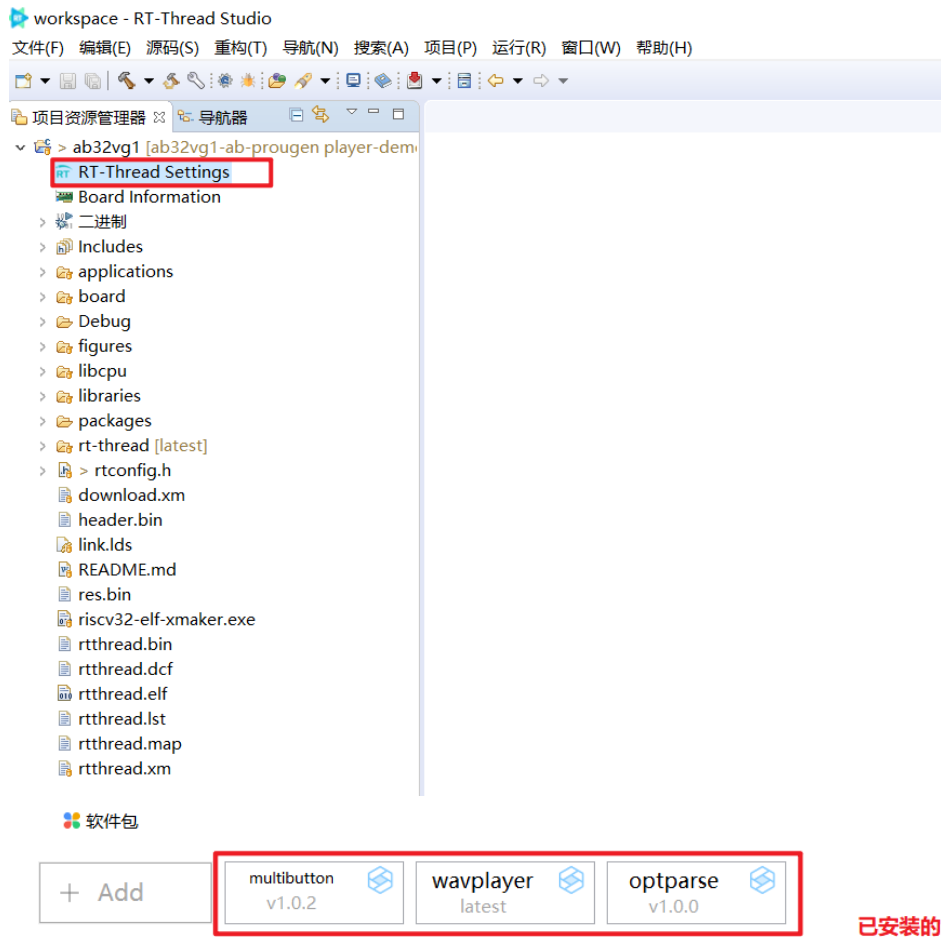 workspace - RT-Thread Studio
文件(F) 编辑(E) 源码(S) 重构(T) 导航(N) 搜索(A) 项目(P) 运行(R) 窗口(W) 帮助(H)
项目资源管理器 导航器
> ab32vg1 [ab32vg1-ab-prougen player-dem
RT-Thread Settings
Board Information
二进制
Includes
applications
board
Debug
figures
libcpu
libraries
packages
rt-thread [latest]
> rtconfig.h
download.xm
header.bin
link.lds
README.md
res.bin
riscv32-elf-xmaker.exe
rtthread.bin
rtthread.dcf
rtthread.elf
rtthread.lst
rtthread.map
rtthread.xm
软件包
+ Add
multibutton
v1.0.2
wavplayer
latest
optparse
v1.0.0
已安装的